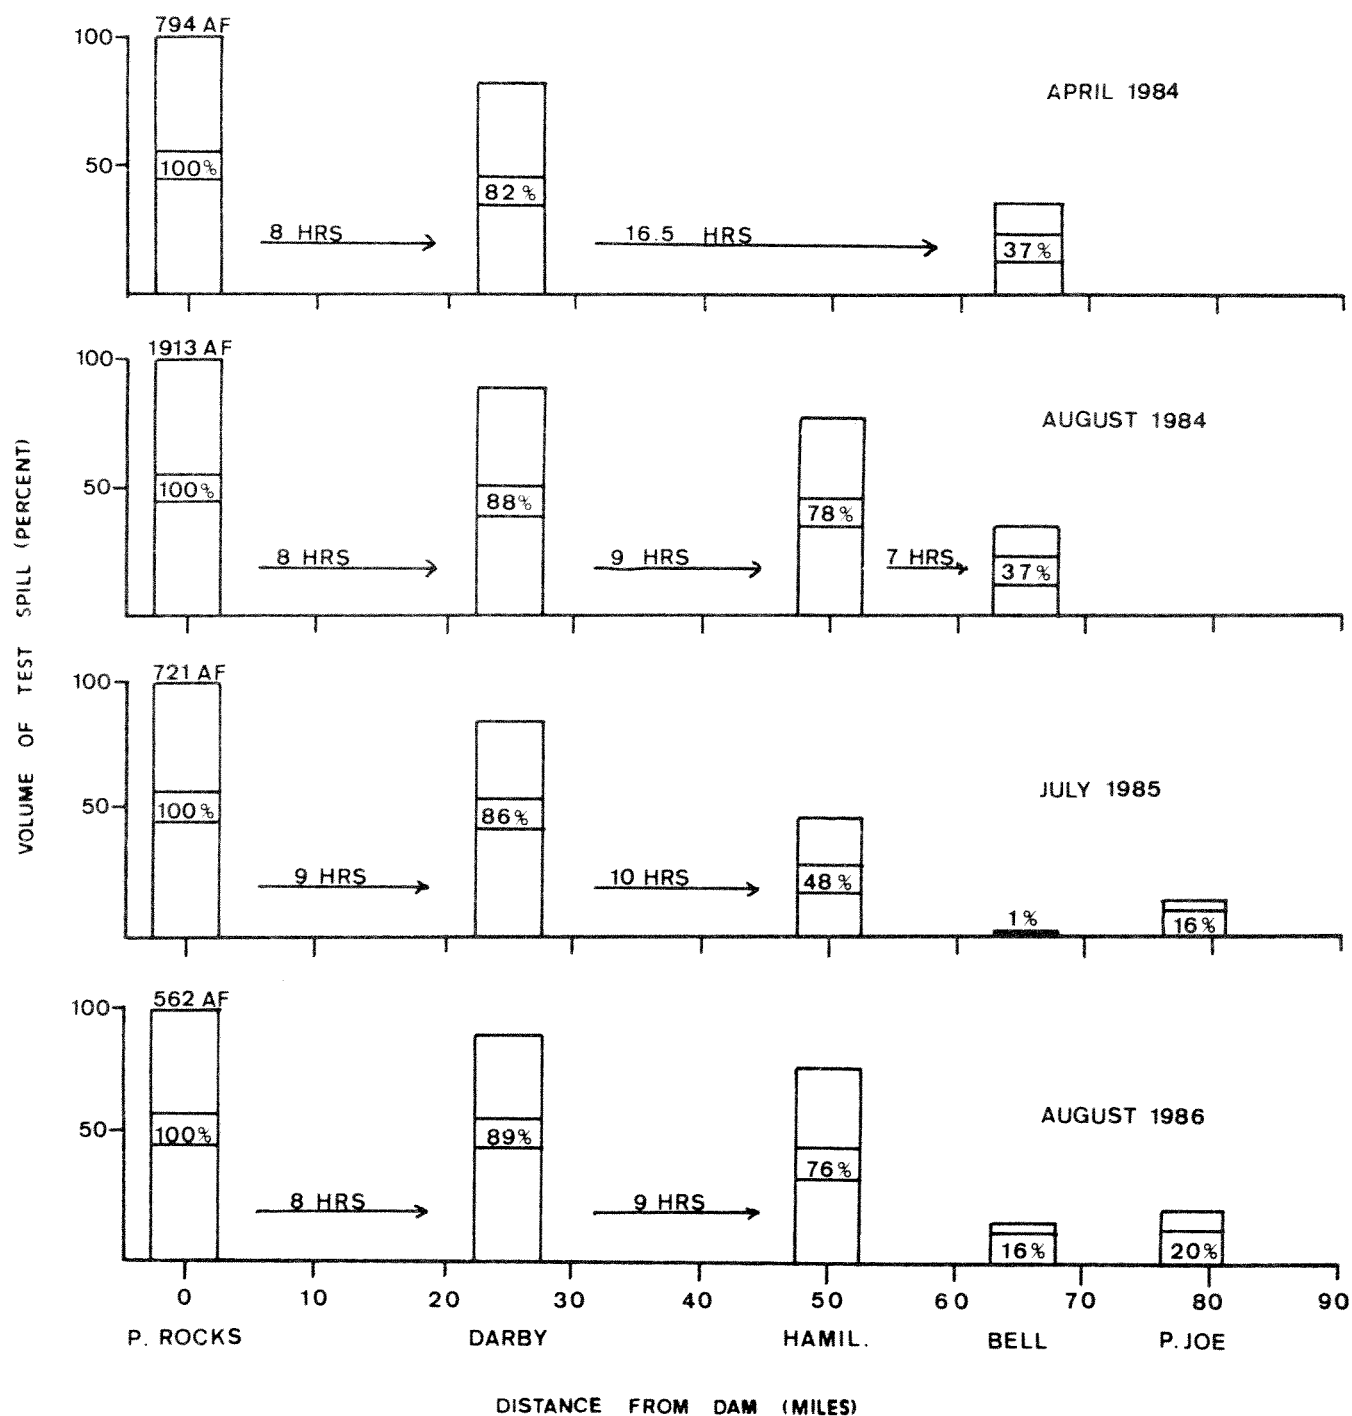 794 AF
100
APRIL 1984
50
100%
82%
8 HRS
16.5 HRS
37%
1913 AF
100
AUGUST 1984
50
100%
88%
78%
8 HRS
9 HRS
7 HRS
37%
721 AF
100
JULY 1985
50
100%
86%
9 HRS
10 HRS
48%
1%
16%
562 AF
100
AUGUST 1986
50
100%
89%
76%
8 HRS
9 HRS
16%
20%
0 10 20 30 40 50 60 70 80 90
P. ROCKS DARBY HAMIL. BELL P. JOE
DISTANCE FROM DAM (MILES)
VOLUME OF TEST SPILL (PERCENT)